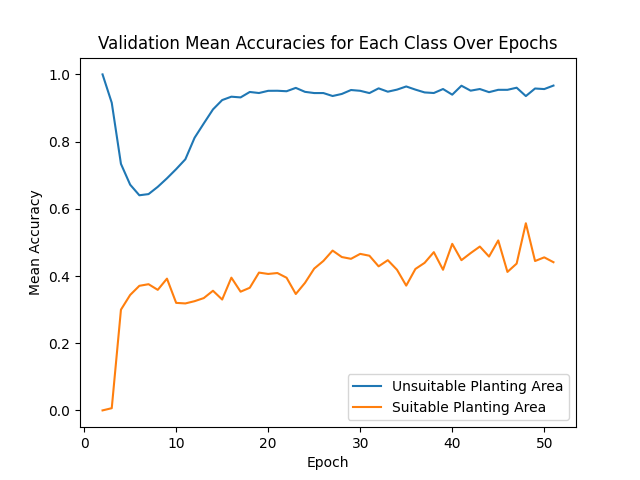 Validation Mean Accuracies for Each Class Over Epochs
1.0
0.8
0.6
0.4
0.2
0.0
Mean Accuracy
Unsuitable Planting Area
Suitable Planting Area
0 10 20 30 40 50
Epoch